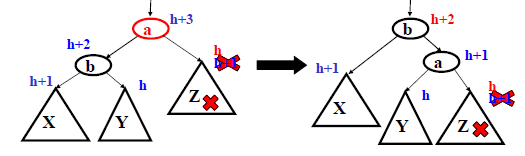 a h+3
h+2
b
h+1 h h
X Y Z
b h+2
h+1 a h+1
h h
X Y Z